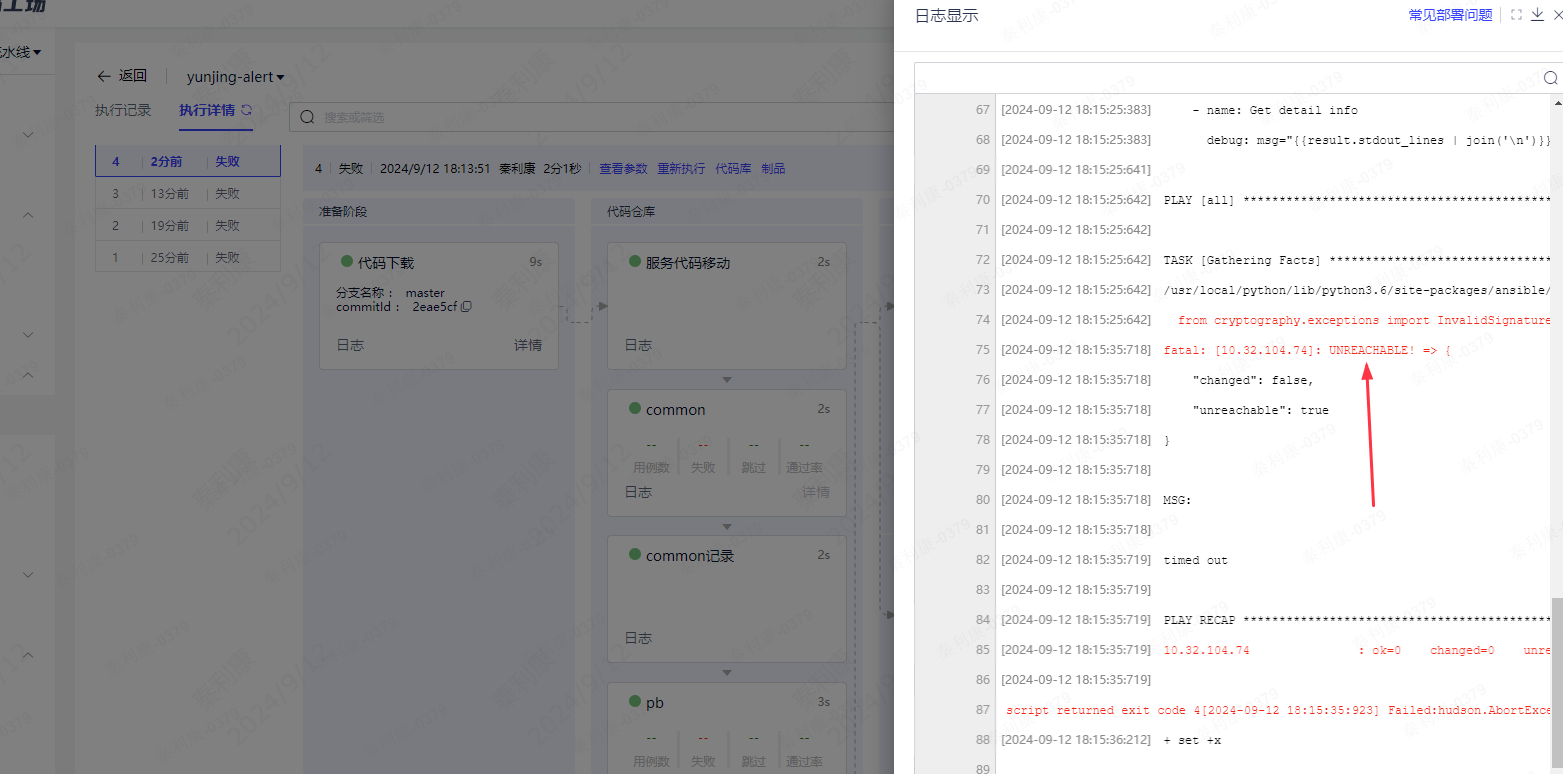 工场
水线
返回
yunjing-alert
执行记录
执行详情
搜索或筛选
4 2分前 失败
3 13分前 失败
2 19分前 失败
1 25分前 失败
4 失败 2024/9/12 18:13:51 秦利康 2分1秒 查看参数 重新执行 代码库 制品
准备阶段
代码下载 9s
分支名称： master
commitId： 2eae5cf
日志 详情
代码仓库
服务代码移动 2s
日志
common 2s
-- -- -- --
用例数 失败 跳过 通过率
日志 详情
common记录 2s
日志
pb 3s
-- -- -- --
用例数 失败 跳过 通过率
日志显示
常见部署问题
67 [2024-09-12 18:15:25:383] - name: Get detail info
68 [2024-09-12 18:15:25:383] debug: msg="{{result.stdout_lines | join('\n')}}
69 [2024-09-12 18:15:25:641]
70 [2024-09-12 18:15:25:642] PLAY [all] *******************************************
71 [2024-09-12 18:15:25:642]
72 [2024-09-12 18:15:25:642] TASK [Gathering Facts] *******************************
73 [2024-09-12 18:15:25:642] /usr/local/python/lib/python3.6/site-packages/ansible/
74 [2024-09-12 18:15:25:642] from cryptography.exceptions import InvalidSignature
75 [2024-09-12 18:15:35:718] fatal: [10.32.104.74]: UNREACHABLE! => {
76 [2024-09-12 18:15:35:718] "changed": false,
77 [2024-09-12 18:15:35:718] "unreachable": true
78 [2024-09-12 18:15:35:718] }
79 [2024-09-12 18:15:35:718]
80 [2024-09-12 18:15:35:718] MSG:
81 [2024-09-12 18:15:35:718]
82 [2024-09-12 18:15:35:719] timed out
83 [2024-09-12 18:15:35:719]
84 [2024-09-12 18:15:35:719] PLAY RECAP *******************************************
85 [2024-09-12 18:15:35:719] 10.32.104.74 : ok=0 changed=0 unre
86 [2024-09-12 18:15:35:719]
87 script returned exit code 4[2024-09-12 18:15:35:923] Failed:hudson.AbortExce
88 [2024-09-12 18:15:36:212] + set +x
89